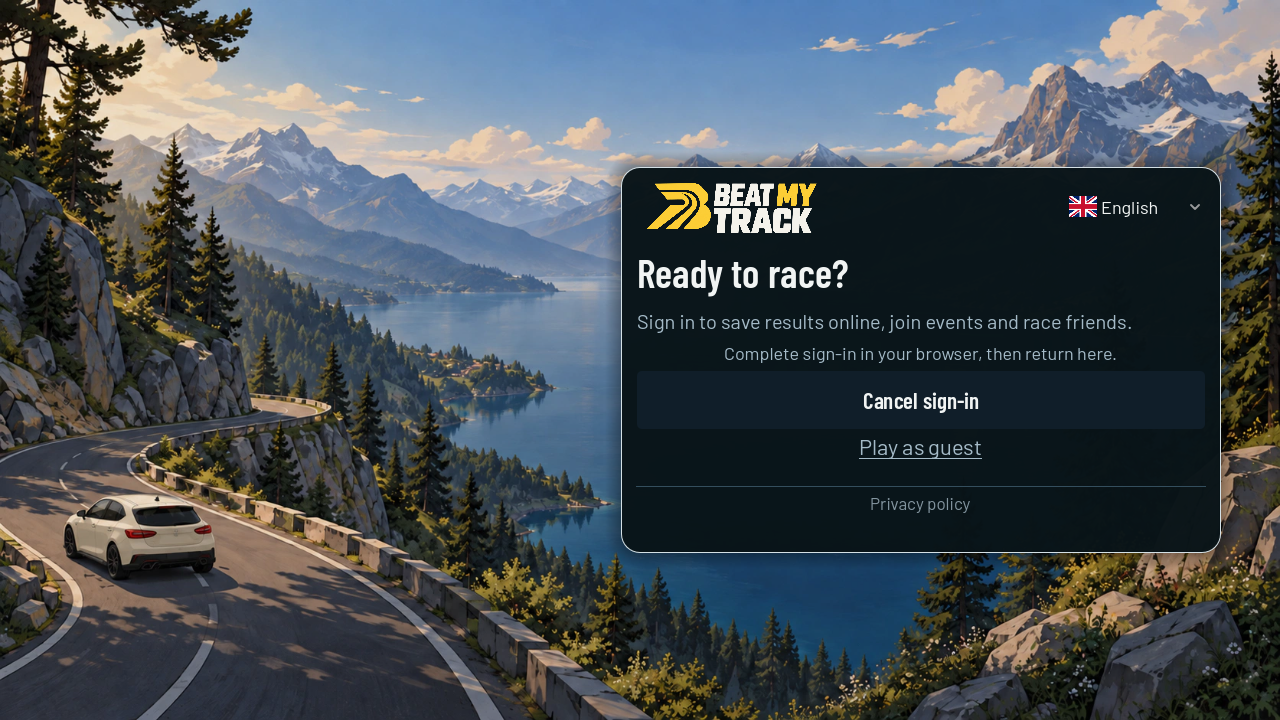 BEAT MY
TRACK
English
Ready to race?
Sign in to save results online, join events and race friends.
Complete sign-in in your browser, then return here.
Cancel sign-in
Play as guest
Privacy policy